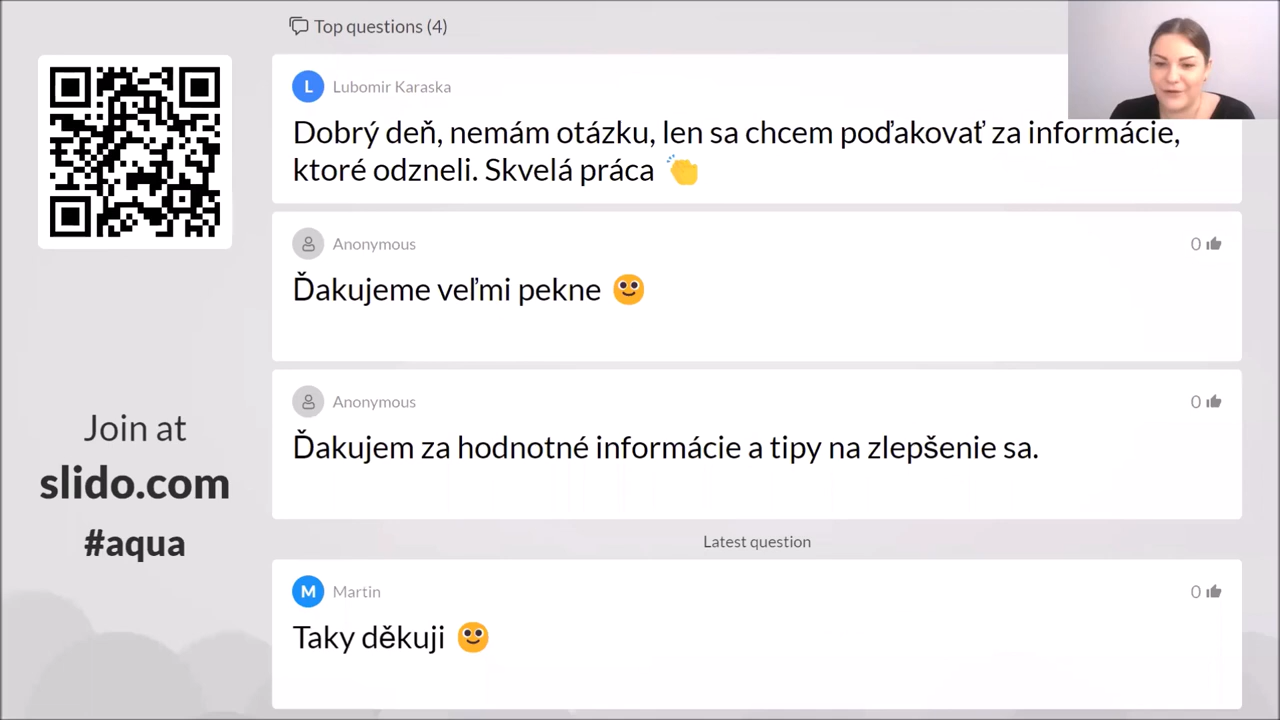 Top questions (4)
L Lubomir Karaska
Dobrý deň, nemám otázku, len sa chcem poďakovať za informácie,
ktoré odzneli. Skvelá práca 👏
Anonymous 0
Ďakujeme veľmi pekne 🙂
Anonymous 0
Ďakujem za hodnotné informácie a tipy na zlepšenie sa.
Join at
slido.com
#aqua
Latest question
M Martin 0
Taky děkuji 🙂